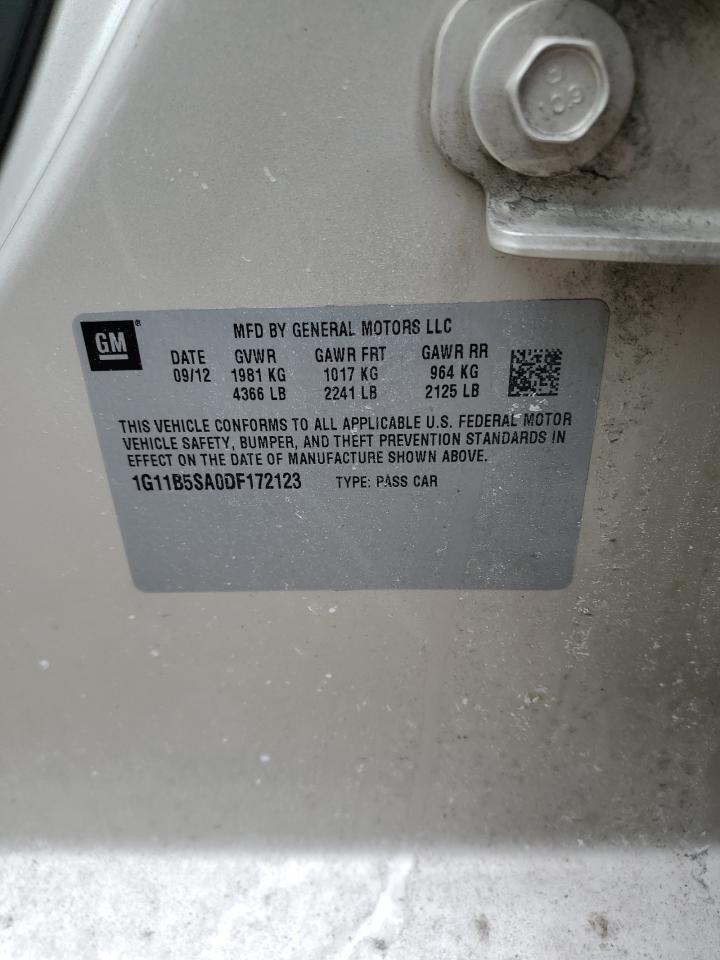 10.9
GM®
MFD BY GENERAL MOTORS LLC
DATE GVWR GAWR FRT GAWR RR
09/12 1981 KG 1017 KG 964 KG
4366 LB 2241 LB 2125 LB
THIS VEHICLE CONFORMS TO ALL APPLICABLE U.S. FEDERAL MOTOR
VEHICLE SAFETY, BUMPER, AND THEFT PREVENTION STANDARDS IN
EFFECT ON THE DATE OF MANUFACTURE SHOWN ABOVE.
1G11B5SA0DF172123 TYPE: PASS CAR